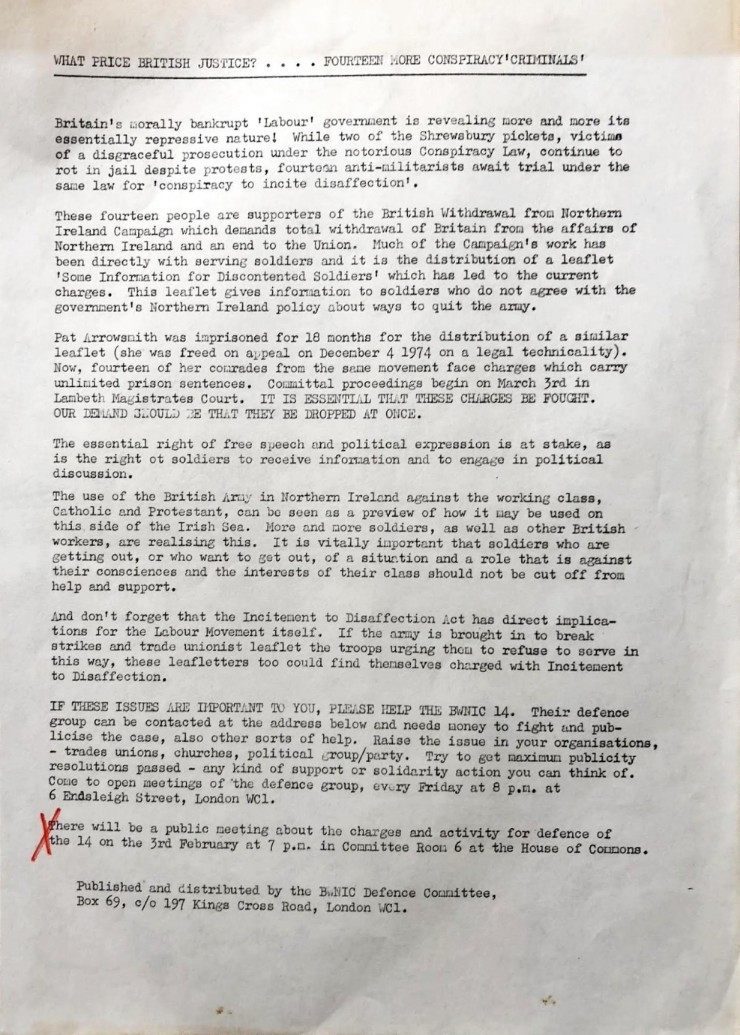 WHAT PRICE BRITISH JUSTICE? . . . . FOURTEEN MORE CONSPIRACY'CRIMINALS'
Britain's morally bankrupt 'Labour' government is revealing more and more its
essentially repressive nature! While two of the Shrewsbury pickets, victims
of a disgraceful prosecution under the notorious Conspiracy Law, continue to
rot in jail despite protests, fourteen anti-militarists await trial under the
same law for 'conspiracy to incite disaffection'.
These fourteen people are supporters of the British Withdrawal from Northern
Ireland Campaign which demands total withdrawal of Britain from the affairs of
Northern Ireland and an end to the Union. Much of the Campaign's work has
been directly with serving soldiers and it is the distribution of a leaflet
'Some Information for Discontented Soldiers' which has led to the current
charges. This leaflet gives information to soldiers who do not agree with the
government's Northern Ireland policy about ways to quit the army.
Pat Arrowsmith was imprisoned for 18 months for the distribution of a similar
leaflet (she was freed on appeal on December 4 1974 on a legal technicality).
Now, fourteen of her comrades from the same movement face charges which carry
unlimited prison sentences. Committal proceedings begin on March 3rd in
Lambeth Magistrates Court. IT IS ESSENTIAL THAT THESE CHARGES BE FOUGHT.
OUR DEMAND SHOULD BE THAT THEY BE DROPPED AT ONCE.
The essential right of free speech and political expression is at stake, as
is the right ot soldiers to receive information and to engage in political
discussion.
The use of the British Army in Northern Ireland against the working class,
Catholic and Protestant, can be seen as a preview of how it may be used on
this side of the Irish Sea. More and more soldiers, as well as other British
workers, are realising this. It is vitally important that soldiers who are
getting out, or who want to get out, of a situation and a role that is against
their consciences and the interests of their class should not be cut off from
help and support.
And don't forget that the Incitement to Disaffection Act has direct implica-
tions for the Labour Movement itself. If the army is brought in to break
strikes and trade unionist leaflet the troops urging them to refuse to serve in
this way, these leafletters too could find themselves charged with Incitement
to Disaffection.
IF THESE ISSUES ARE IMPORTANT TO YOU, PLEASE HELP THE BWNIC 14. Their defence
group can be contacted at the address below and needs money to fight and pub-
licise the case, also other sorts of help. Raise the issue in your organisations,
- trades unions, churches, political group/party. Try to get maximum publicity
resolutions passed - any kind of support or solidarity action you can think of.
Come to open meetings of the defence group, every Friday at 8 p.m. at
6 Endsleigh Street, London WC1.
There will be a public meeting about the charges and activity for defence of
the 14 on the 3rd February at 7 p.m. in Committee Room 6 at the House of Commons.
Published and distributed by the BWNIC Defence Committee,
Box 69, c/o 197 Kings Cross Road, London WC1.